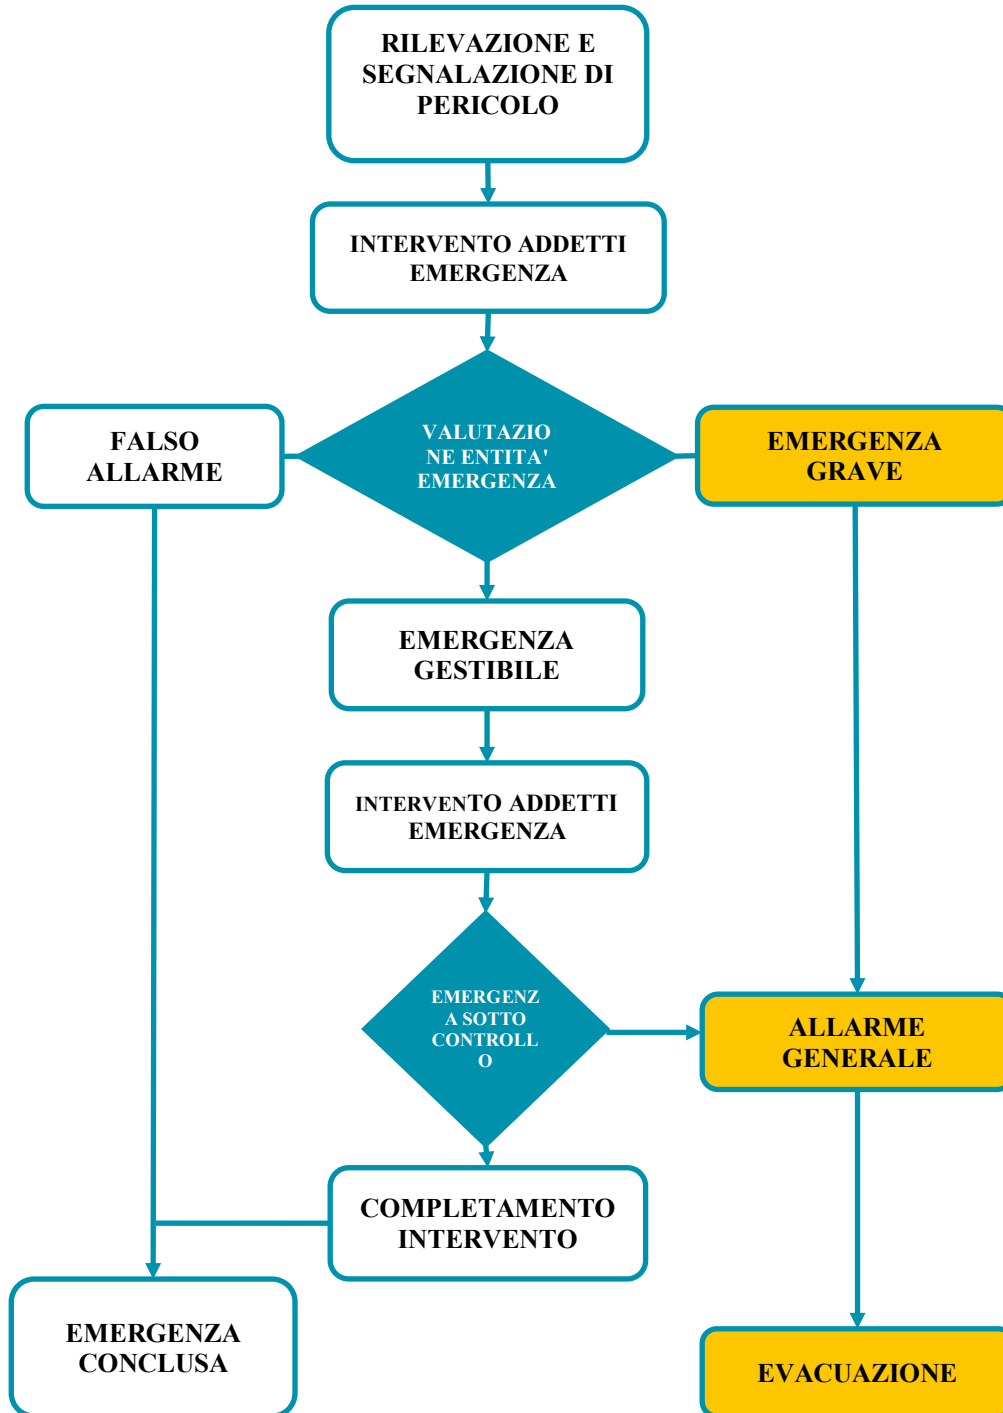 RILEVAZIONE E
SEGNALAZIONE DI
PERICOLO
INTERVENTO ADDETTI
EMERGENZA
FALSO
ALLARME
VALUTAZIO
NE ENTITA'
EMERGENZA
EMERGENZA
GRAVE
EMERGENZA
GESTIBILE
INTERVENTO ADDETTI
EMERGENZA
EMERGENZ
A SOTTO
CONTROLL
O
ALLARME
GENERALE
COMPLETAMENTO
INTERVENTO
EMERGENZA
CONCLUSA
EVACUAZIONE